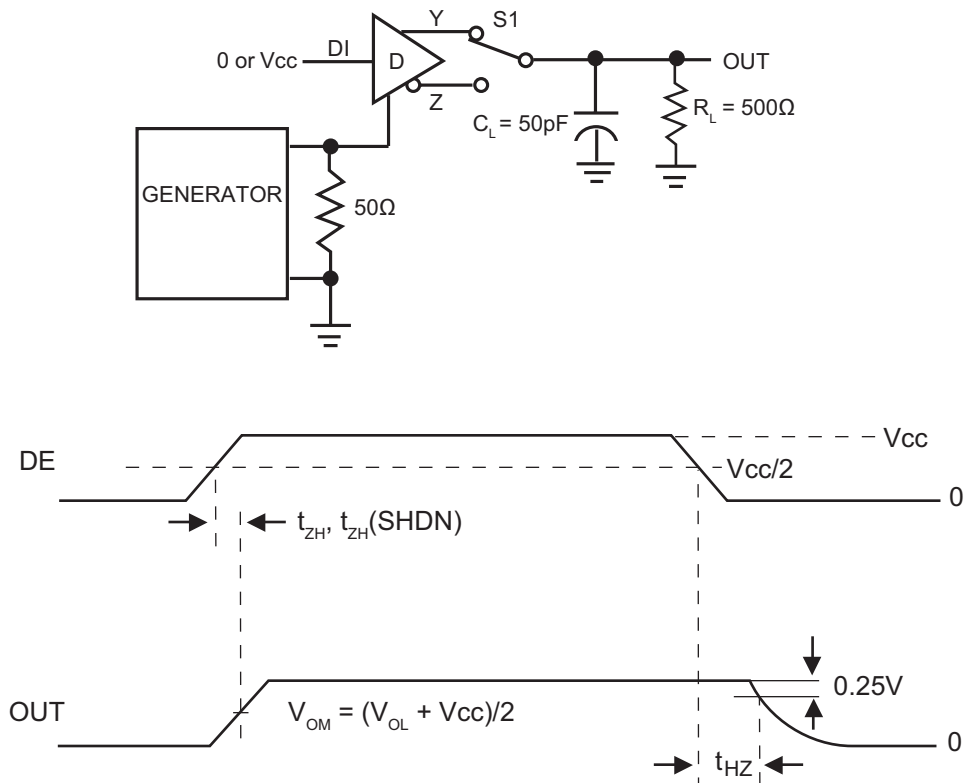 Y S1
0 or Vcc DI D OUT
Z
C_L = 50pF R_L = 500Ω
GENERATOR 50Ω
Vcc
DE Vcc/2
0
t_ZH, t_ZH(SHDN)
0.25V
OUT V_OM = (V_OL + Vcc)/2
0
t_HZ